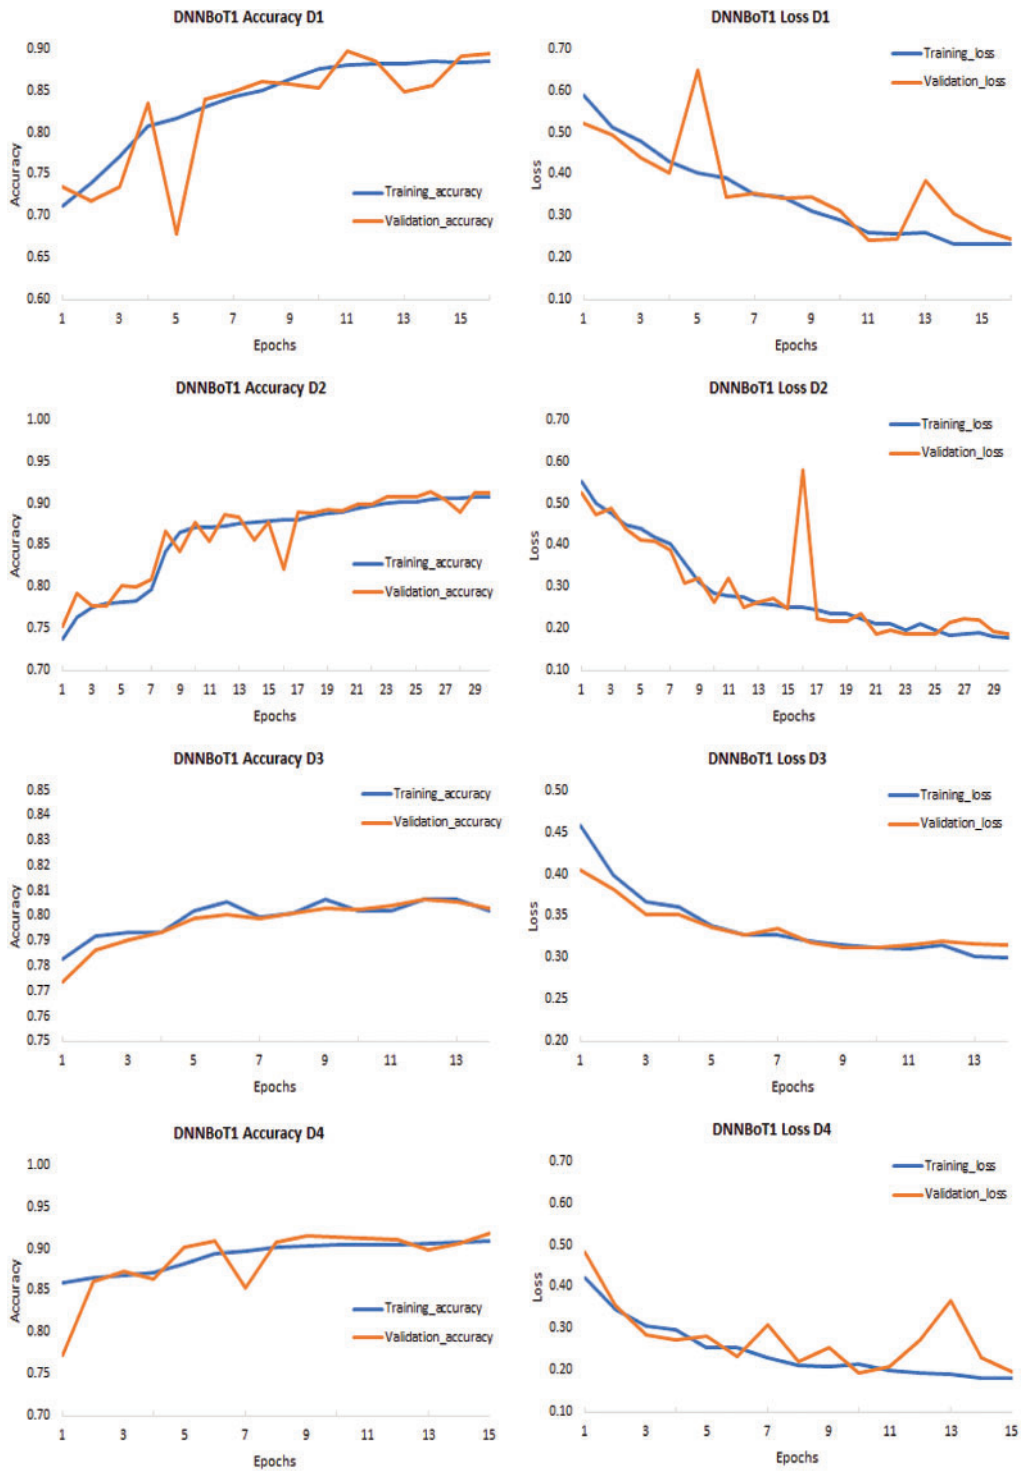 DNNBoT1 Accuracy D1
0.90
0.85
0.80
0.75
0.70
0.65
0.60
Accuracy
Training_accuracy
Validation_accuracy
1 3 5 7 9 11 13 15
Epochs
DNNBoT1 Loss D1
0.70
0.60
0.50
0.40
0.30
0.20
0.10
Loss
Training_loss
Validation_loss
1 3 5 7 9 11 13 15
Epochs
DNNBoT1 Accuracy D2
1.00
0.95
0.90
0.85
0.80
0.75
0.70
Accuracy
Training_accuracy
Validation_accuracy
1 3 5 7 9 11 13 15 17 19 21 23 25 27 29
Epochs
DNNBoT1 Loss D2
0.70
0.60
0.50
0.40
0.30
0.20
0.10
Loss
Training_loss
Validation_loss
1 3 5 7 9 11 13 15 17 19 21 23 25 27 29
Epochs
DNNBoT1 Accuracy D3
0.85
0.84
0.83
0.82
0.81
0.80
0.79
0.78
0.77
0.76
0.75
Accuracy
Training_accuracy
Validation_accuracy
1 3 5 7 9 11 13
Epochs
DNNBoT1 Loss D3
0.50
0.45
0.40
0.35
0.30
0.25
0.20
Loss
Training_loss
Validation_loss
1 3 5 7 9 11 13
Epochs
DNNBoT1 Accuracy D4
1.00
0.95
0.90
0.85
0.80
0.75
0.70
Accuracy
Training_accuracy
Validation_accuracy
1 3 5 7 9 11 13 15
Epochs
DNNBoT1 Loss D4
0.70
0.60
0.50
0.40
0.30
0.20
0.10
Loss
Training_loss
Validation_loss
1 3 5 7 9 11 13 15
Epochs